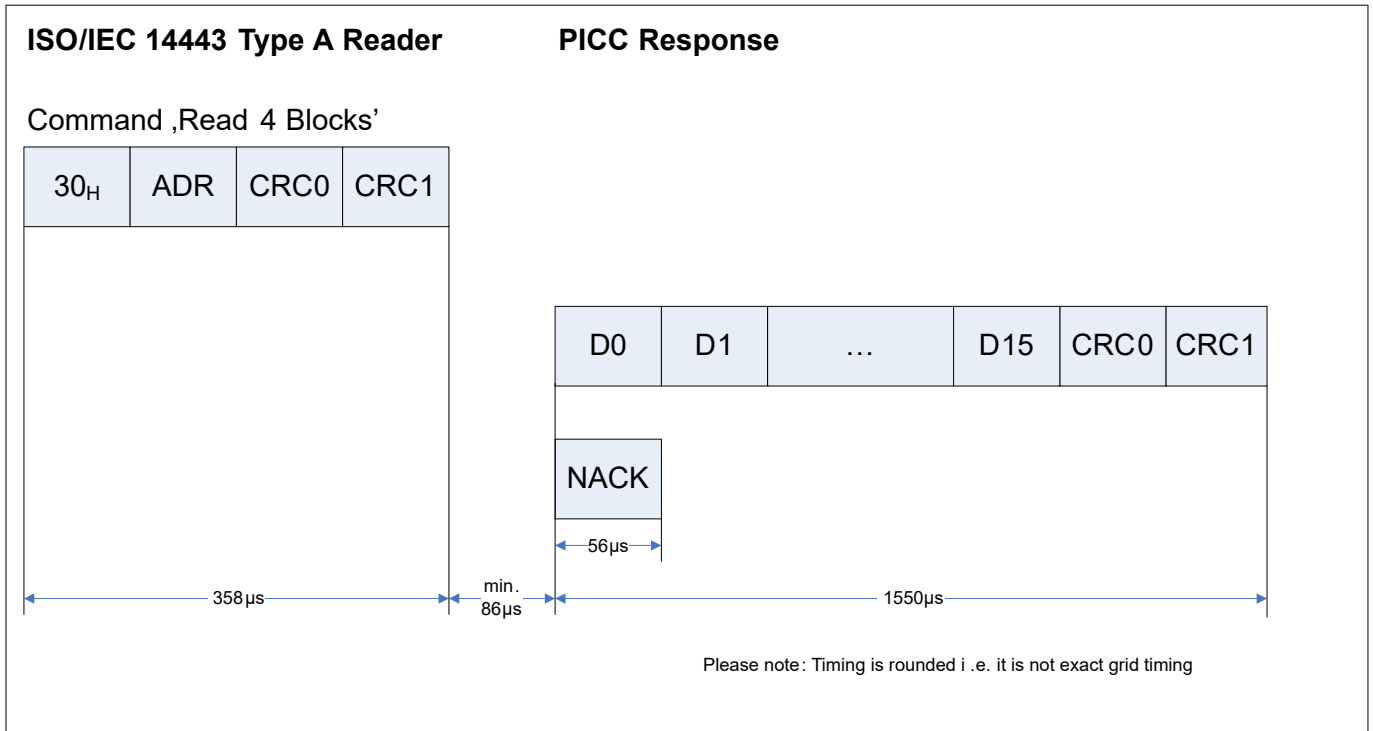 ISO/IEC 14443 Type A Reader
PICC Response
Command ‚Read 4 Blocks’
30H ADR CRC0 CRC1
D0 D1 ... D15 CRC0 CRC1
NACK
56µs
358µs
min.
86µs
1550µs
Please note: Timing is rounded i .e. it is not exact grid timing